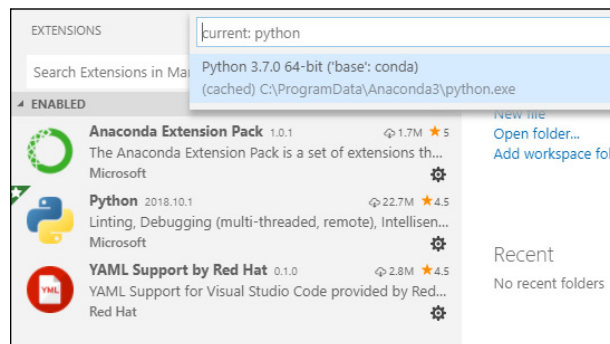 EXTENSIONS
current: python
Search Extensions in Ma
Python 3.7.0 64-bit ('base': conda)
(cached) C:\ProgramData\Anaconda3\python.exe
ENABLED
New file
Anaconda Extension Pack 1.0.1 1.7M 5
Open folder...
The Anaconda Extension Pack is a set of extensions th...
Add workspace fol
Microsoft
Python 2018.10.1 22.7M 4.5
Linting, Debugging (multi-threaded, remote), Intellisen...
Microsoft
Recent
YAML Support by Red Hat 0.1.0 2.8M 4.5
No recent folders
YML
YAML Support for Visual Studio Code provided by Red...
Red Hat